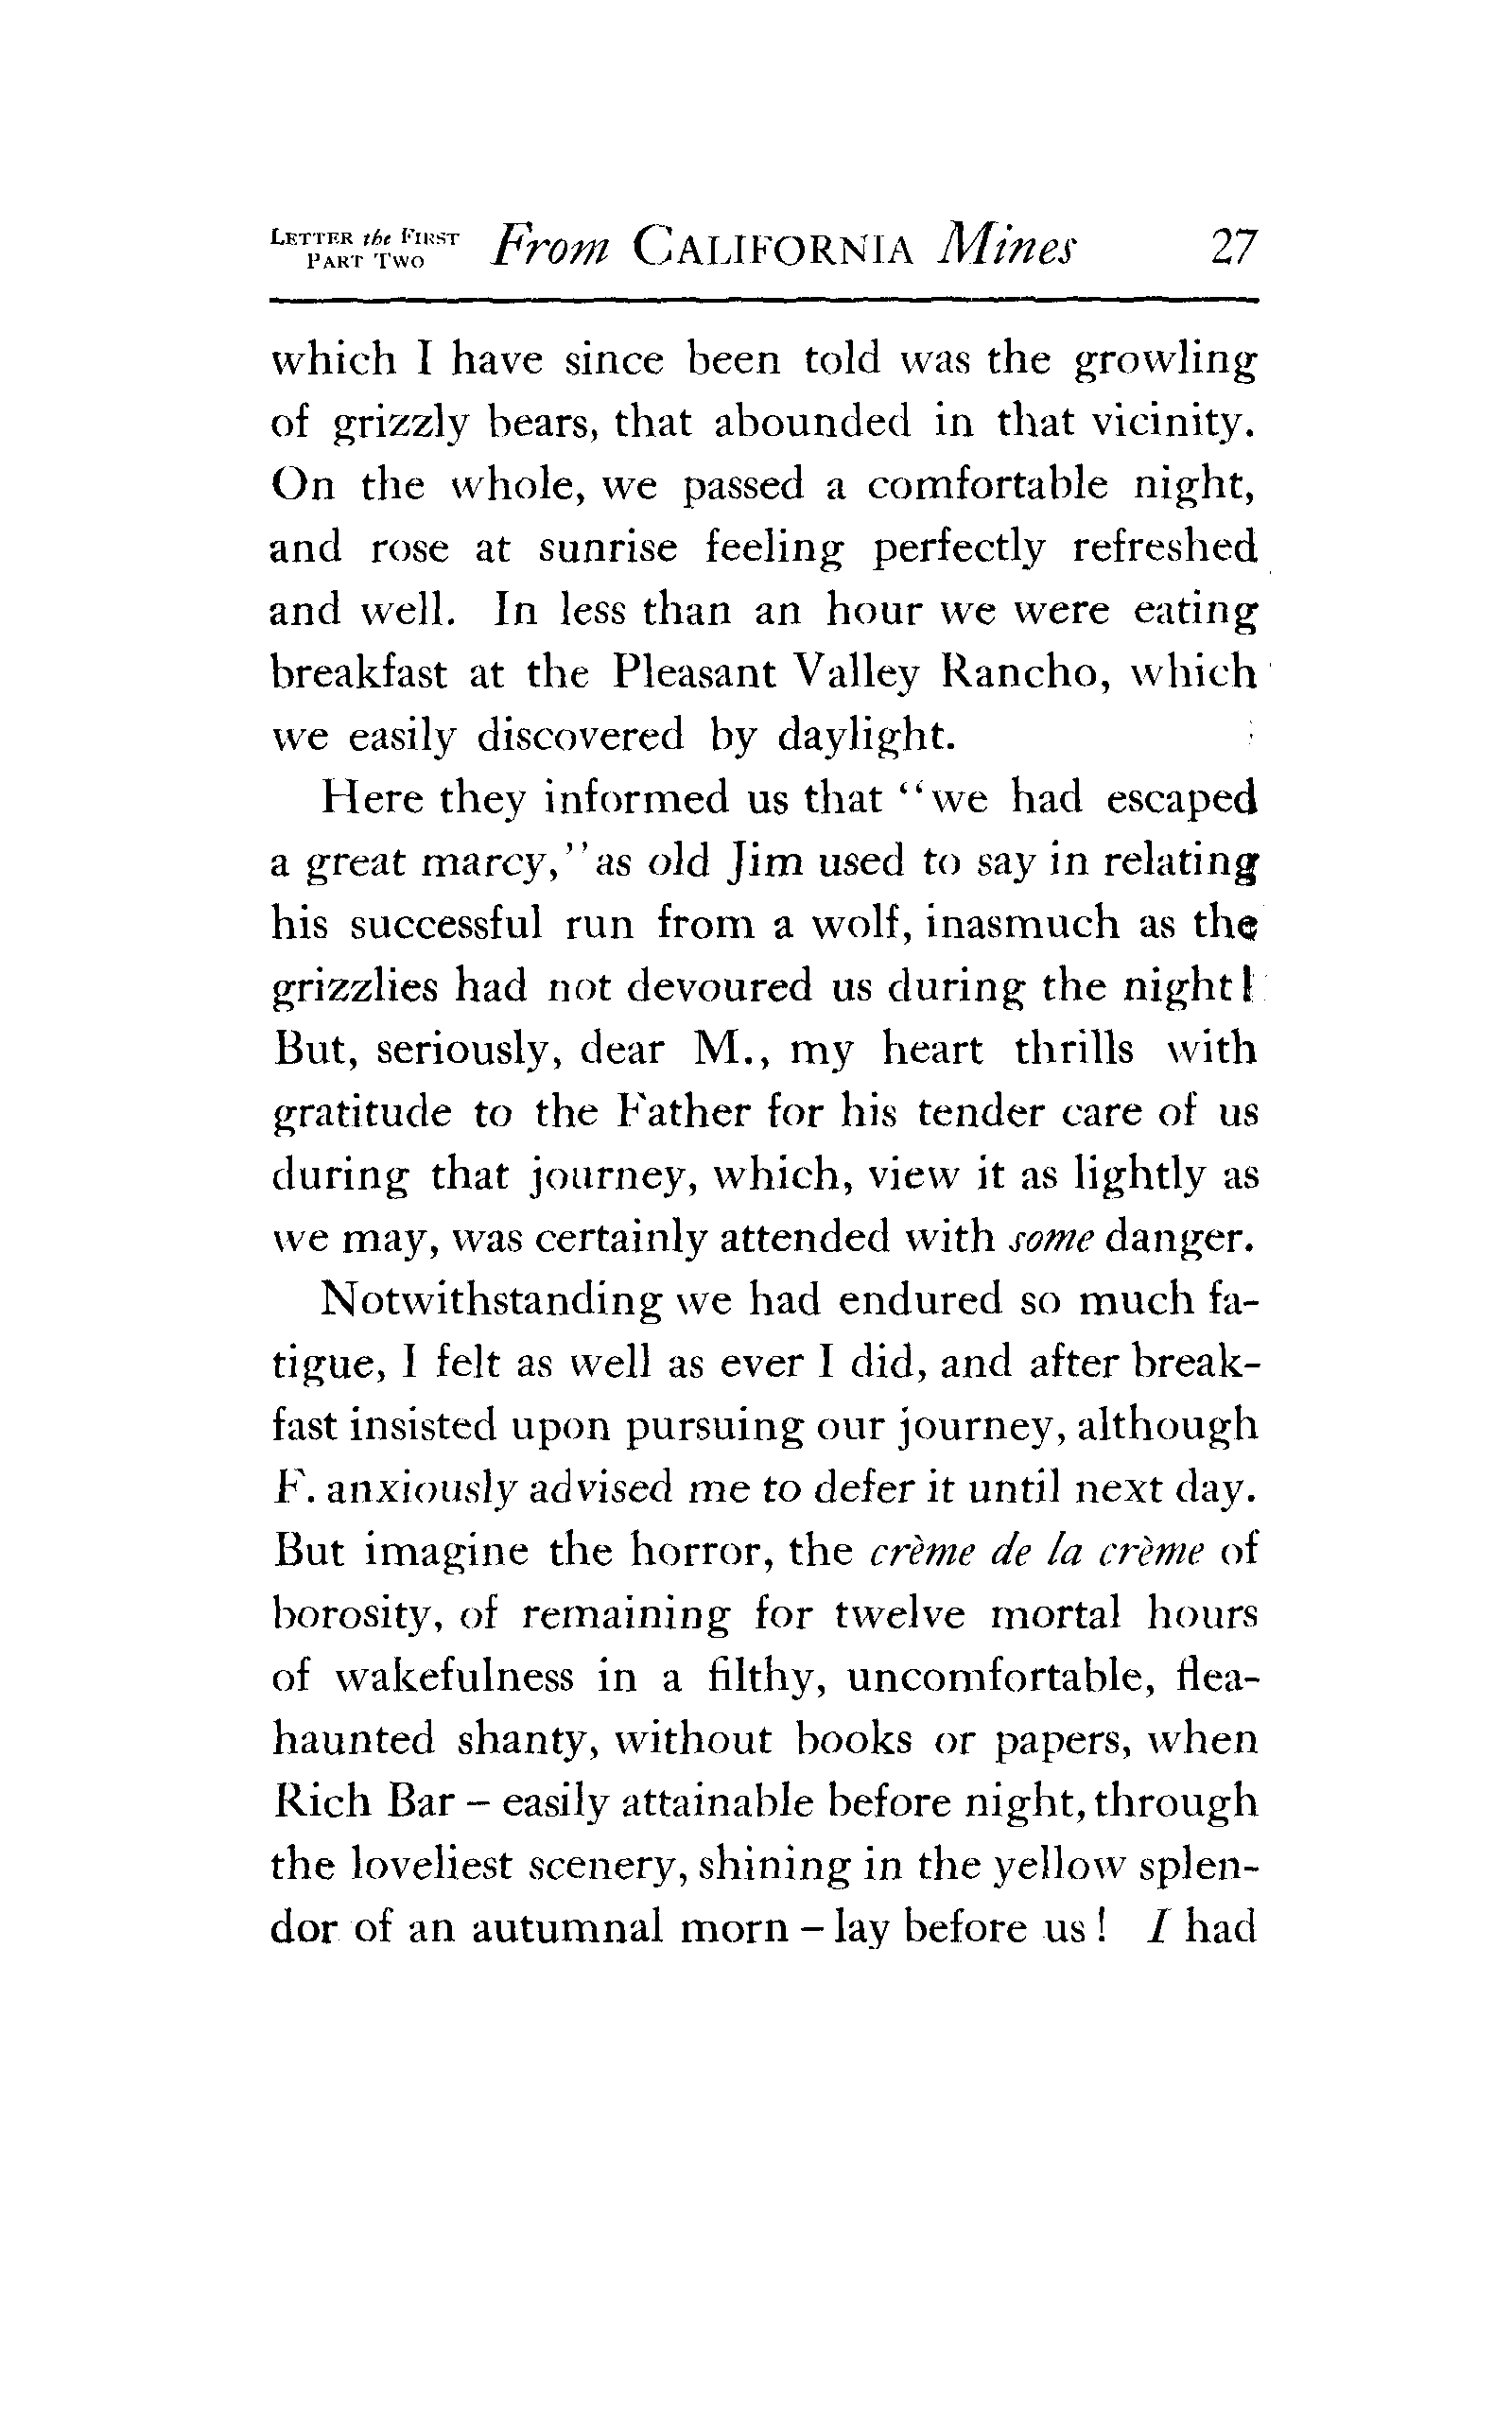 LETTER the FIRST PART TWO From CALIFORNIA Mines 27
which I have since been told was the growling
of grizzly bears, that abounded in that vicinity.
On the whole, we passed a comfortable night,
and rose at sunrise feeling perfectly refreshed
and well. In less than an hour we were eating
breakfast at the Pleasant Valley Rancho, which
we easily discovered by daylight.
Here they informed us that "we had escaped
a great marcy," as old Jim used to say in relating
his successful run from a wolf, inasmuch as the
grizzlies had not devoured us during the night!
But, seriously, dear M., my heart thrills with
gratitude to the Father for his tender care of us
during that journey, which, view it as lightly as
we may, was certainly attended with some danger.
Notwithstanding we had endured so much fa-
tigue, I felt as well as ever I did, and after break-
fast insisted upon pursuing our journey, although
F. anxiously advised me to defer it until next day.
But imagine the horror, the crème de la crème of
borosity, of remaining for twelve mortal hours
of wakefulness in a filthy, uncomfortable, flea-
haunted shanty, without books or papers, when
Rich Bar – easily attainable before night, through
the loveliest scenery, shining in the yellow splen-
dor of an autumnal morn – lay before us! I had